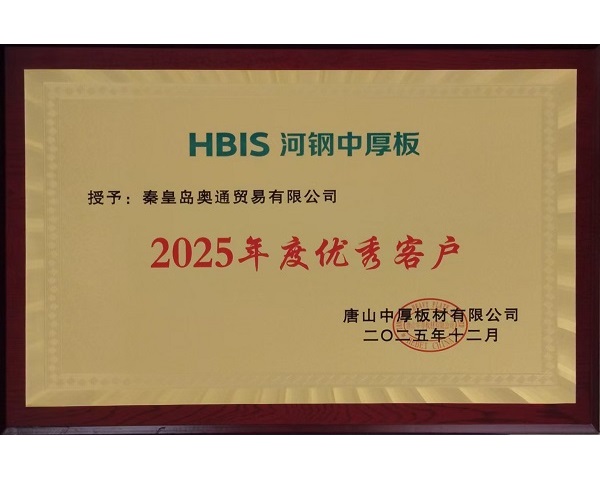 HBIS 河钢中厚板
授予：秦皇岛奥通贸易有限公司
2025年度优秀客户
唐山中厚板材有限公司
二〇二五年十二月